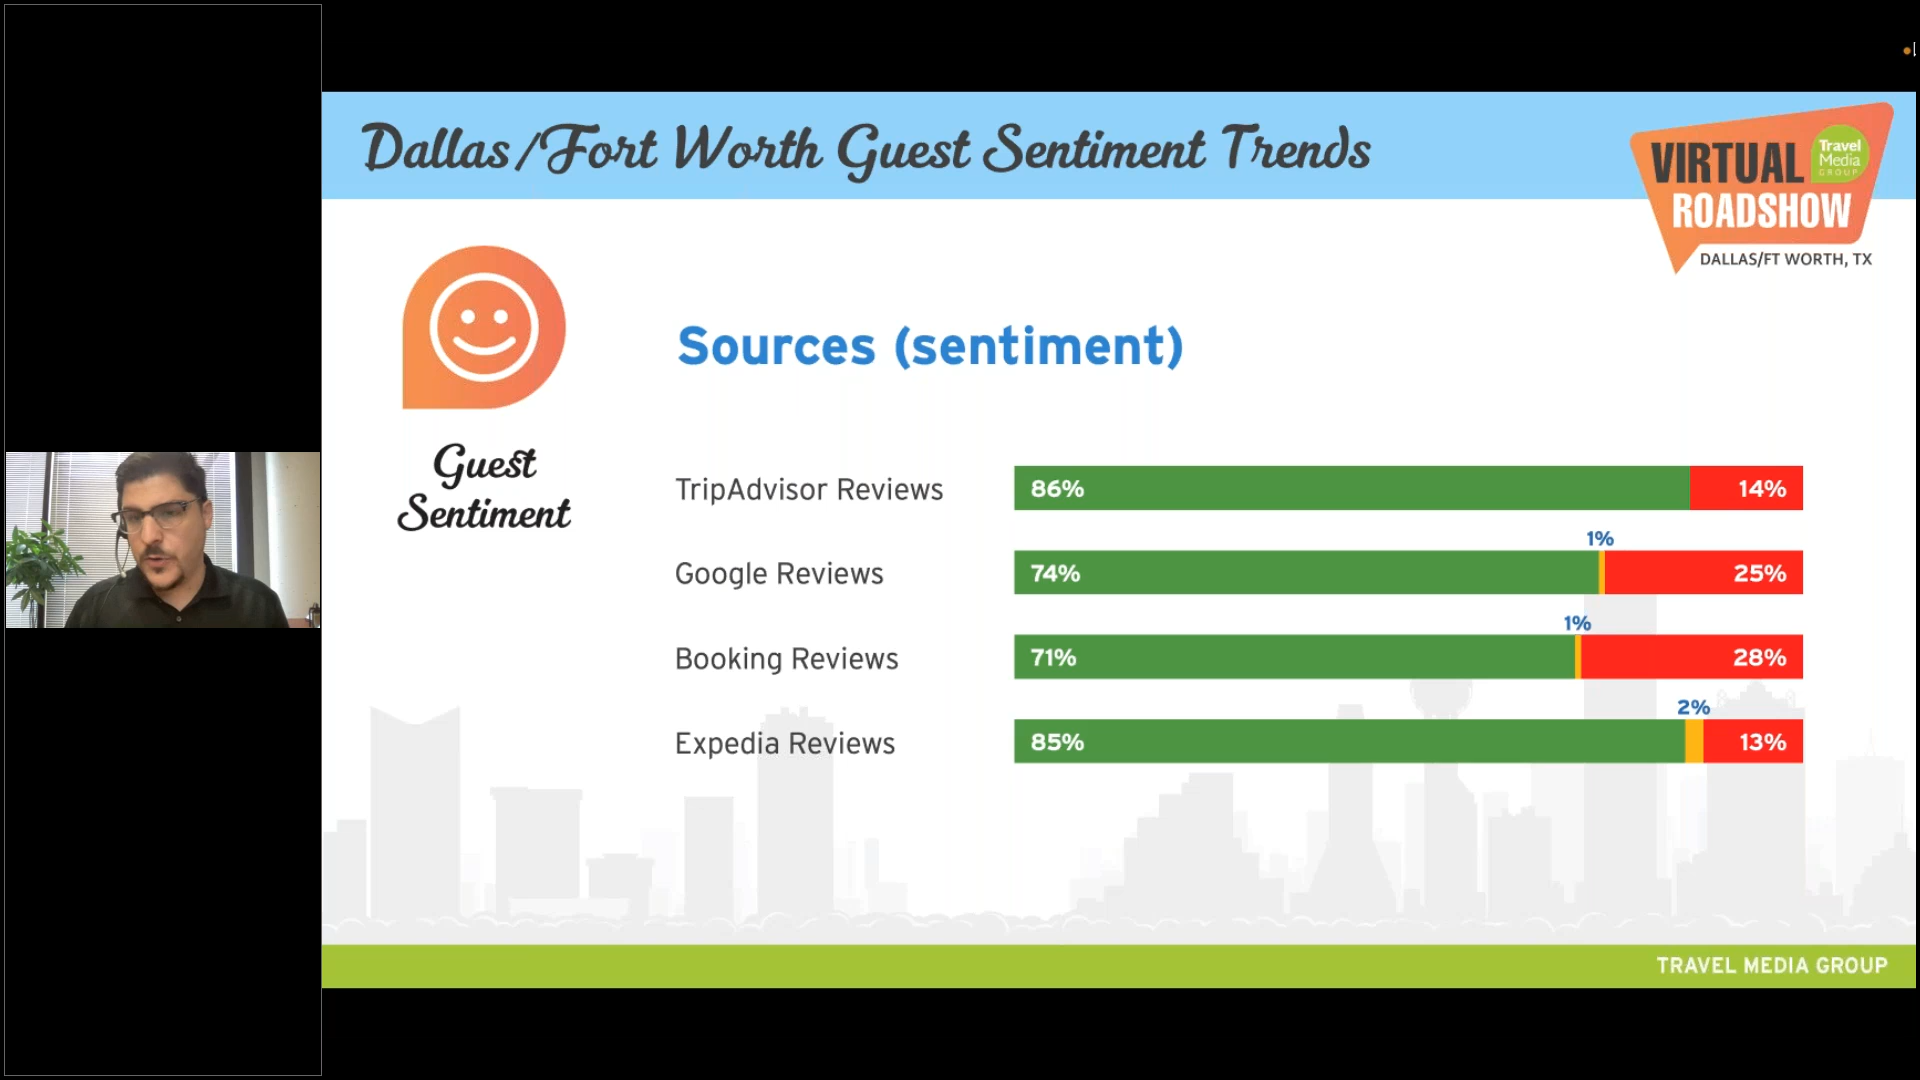 Dallas/Fort Worth Guest Sentiment Trends
VIRTUAL
Travel
Media
GROUP
ROADSHOW
DALLAS/FT WORTH, TX
Guest
Sentiment
Sources (sentiment)
TripAdvisor Reviews 86% 14%
1%
Google Reviews 74% 25%
1%
Booking Reviews 71% 28%
2%
Expedia Reviews 85% 13%
TRAVEL MEDIA GROUP